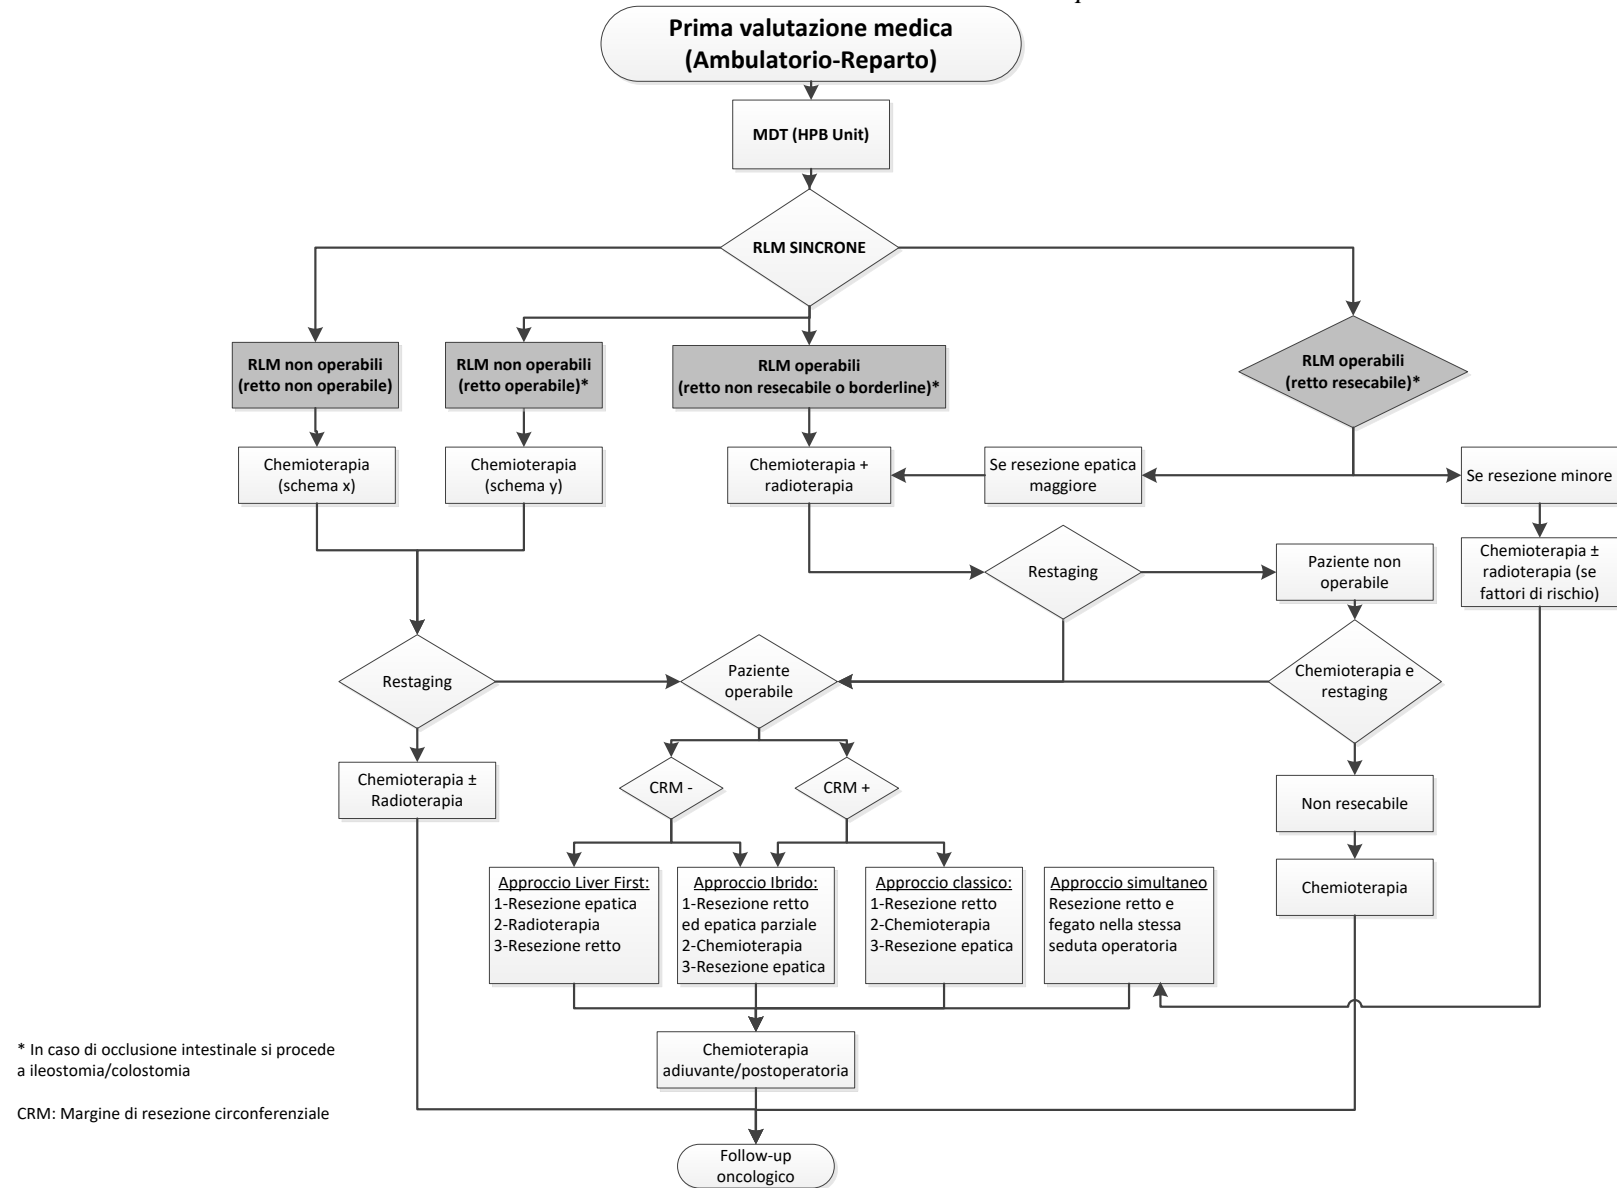 Prima valutazione medica
(Ambulatorio-Reparto)
MDT (HPB Unit)
RLM SINCRONE
RLM non operabili
(retto non operabile)
RLM non operabili
(retto operabile)*
RLM operabili
(retto non resecabile o borderline)*
RLM operabili
(retto resecabile)*
Chemioterapia
(schema x)
Chemioterapia
(schema y)
Chemioterapia +
radioterapia
Se resezione epatica
maggiore
Se resezione minore
Restaging
Paziente non
operabile
Chemioterapia ±
radioterapia (se
fattori di rischio)
Restaging
Paziente
operabile
Chemioterapia e
restaging
Chemioterapia ±
Radioterapia
CRM -
CRM +
Non resecabile
Approccio Liver First:
1-Resezione epatica
2-Radioterapia
3-Resezione retto
Approccio Ibrido:
1-Resezione retto
ed epatica parziale
2-Chemioterapia
3-Resezione epatica
Approccio classico:
1-Resezione retto
2-Chemioterapia
3-Resezione epatica
Approccio simultaneo
Resezione retto e
fegato nella stessa
seduta operatoria
Chemioterapia
Chemioterapia
adiuvante/postoperatoria
* In caso di occlusione intestinale si procede
a ileostomia/colostomia
CRM: Margine di resezione circonferenziale
Follow-up
oncologico